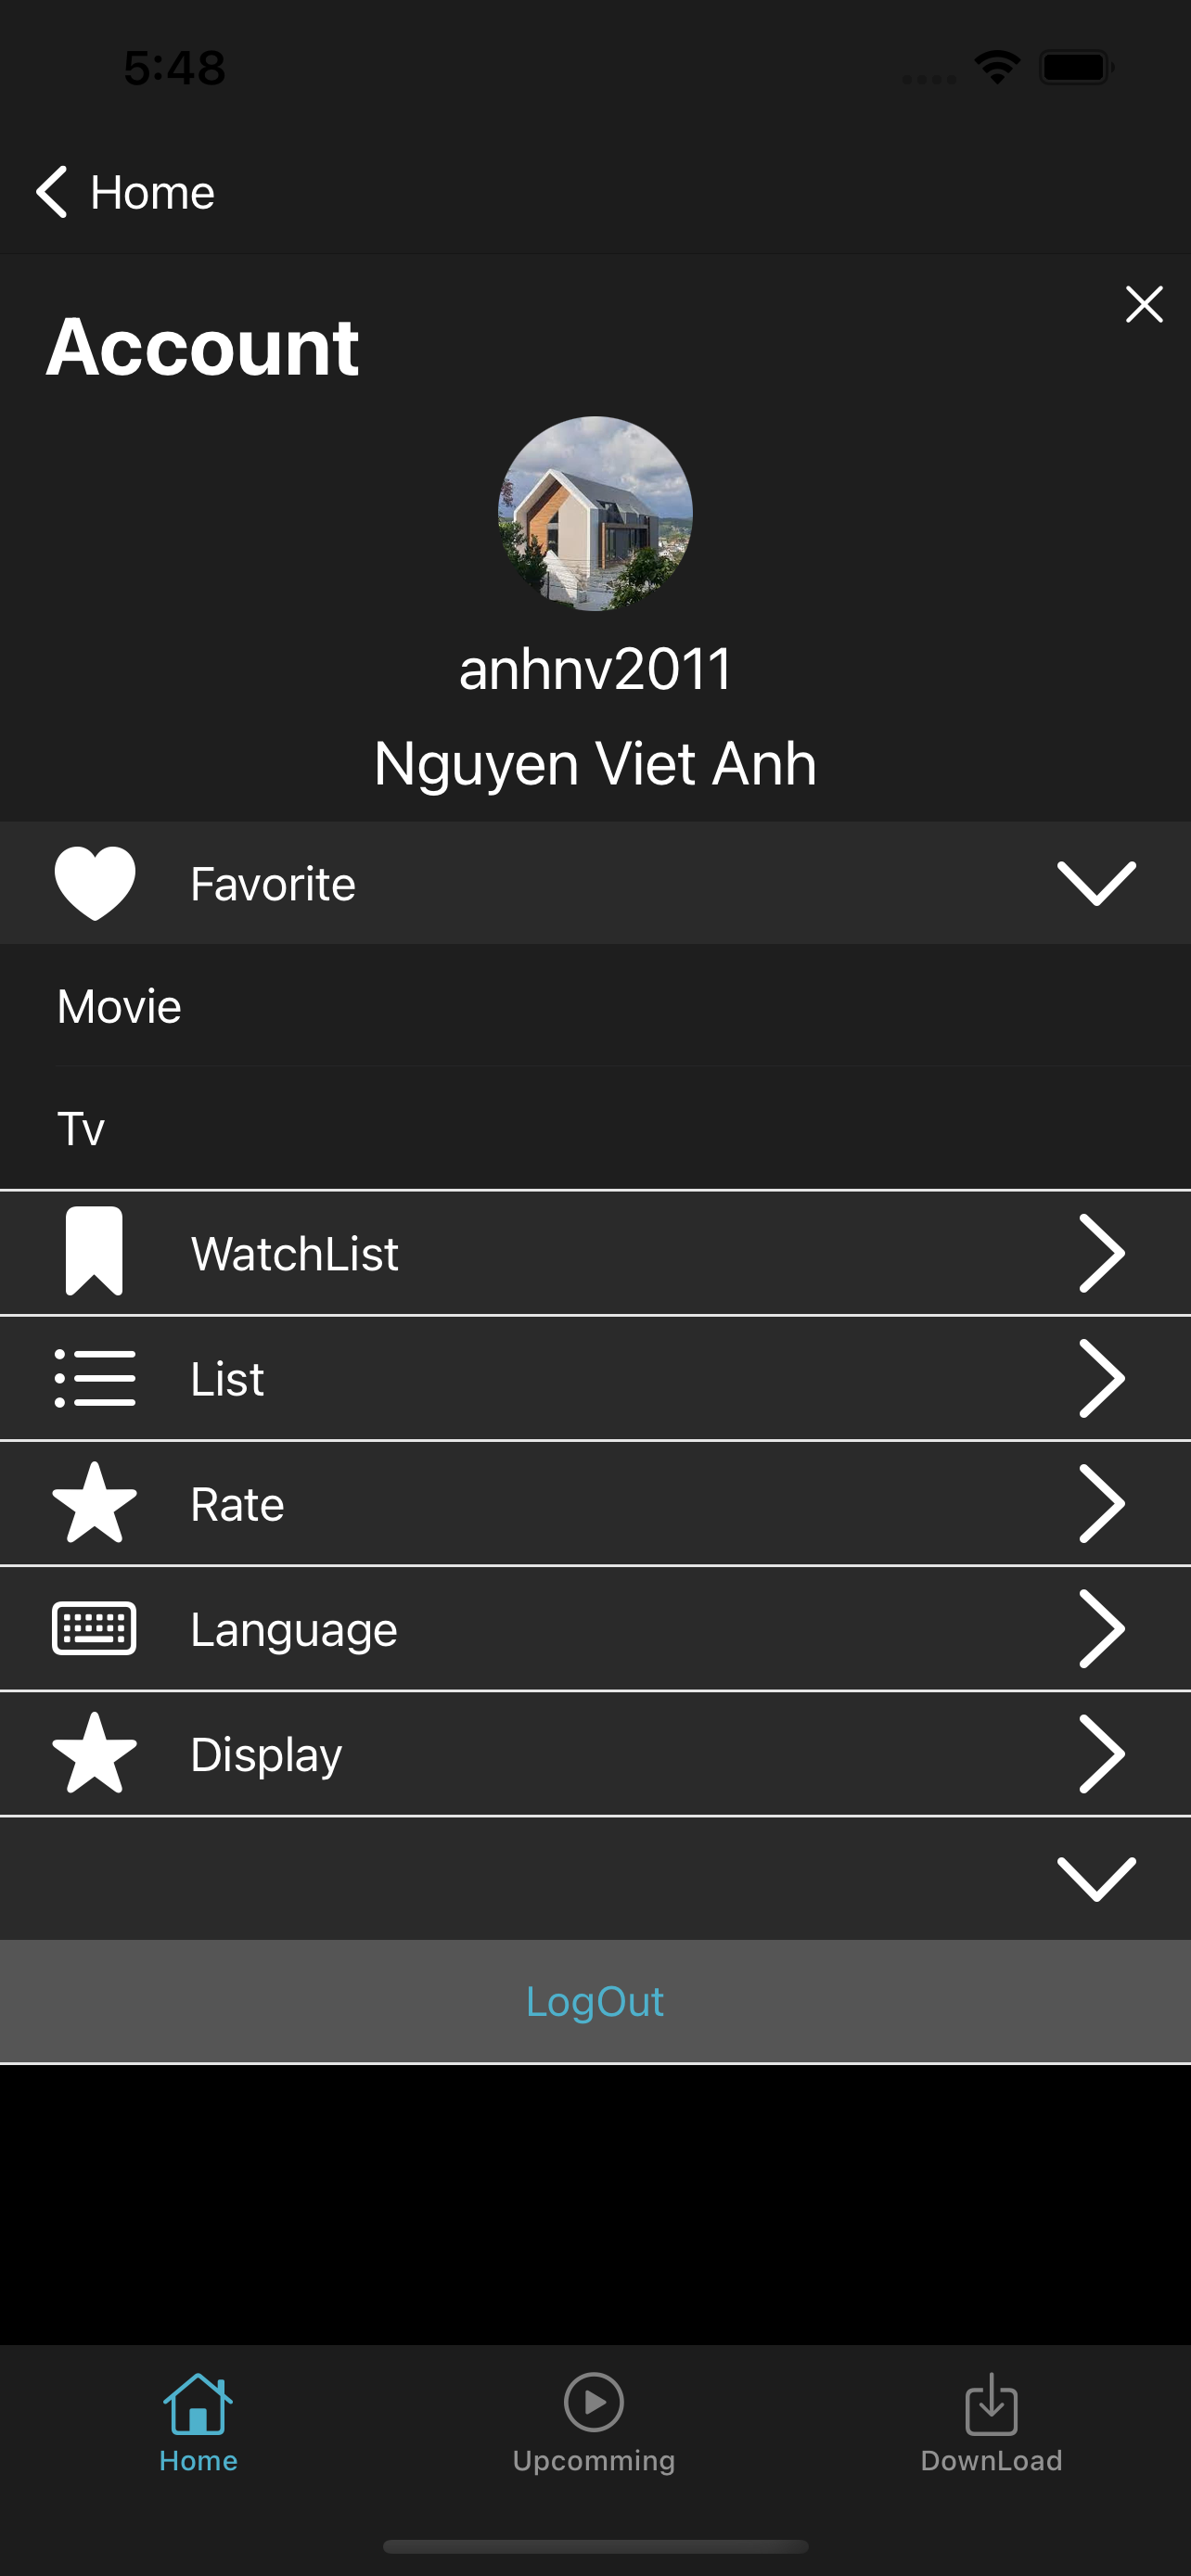 5:48
Home
Account
anhnv2011
Nguyen Viet Anh
Favorite
Movie
Tv
WatchList
List
Rate
Language
Display
LogOut
Home
Upcomming
DownLoad